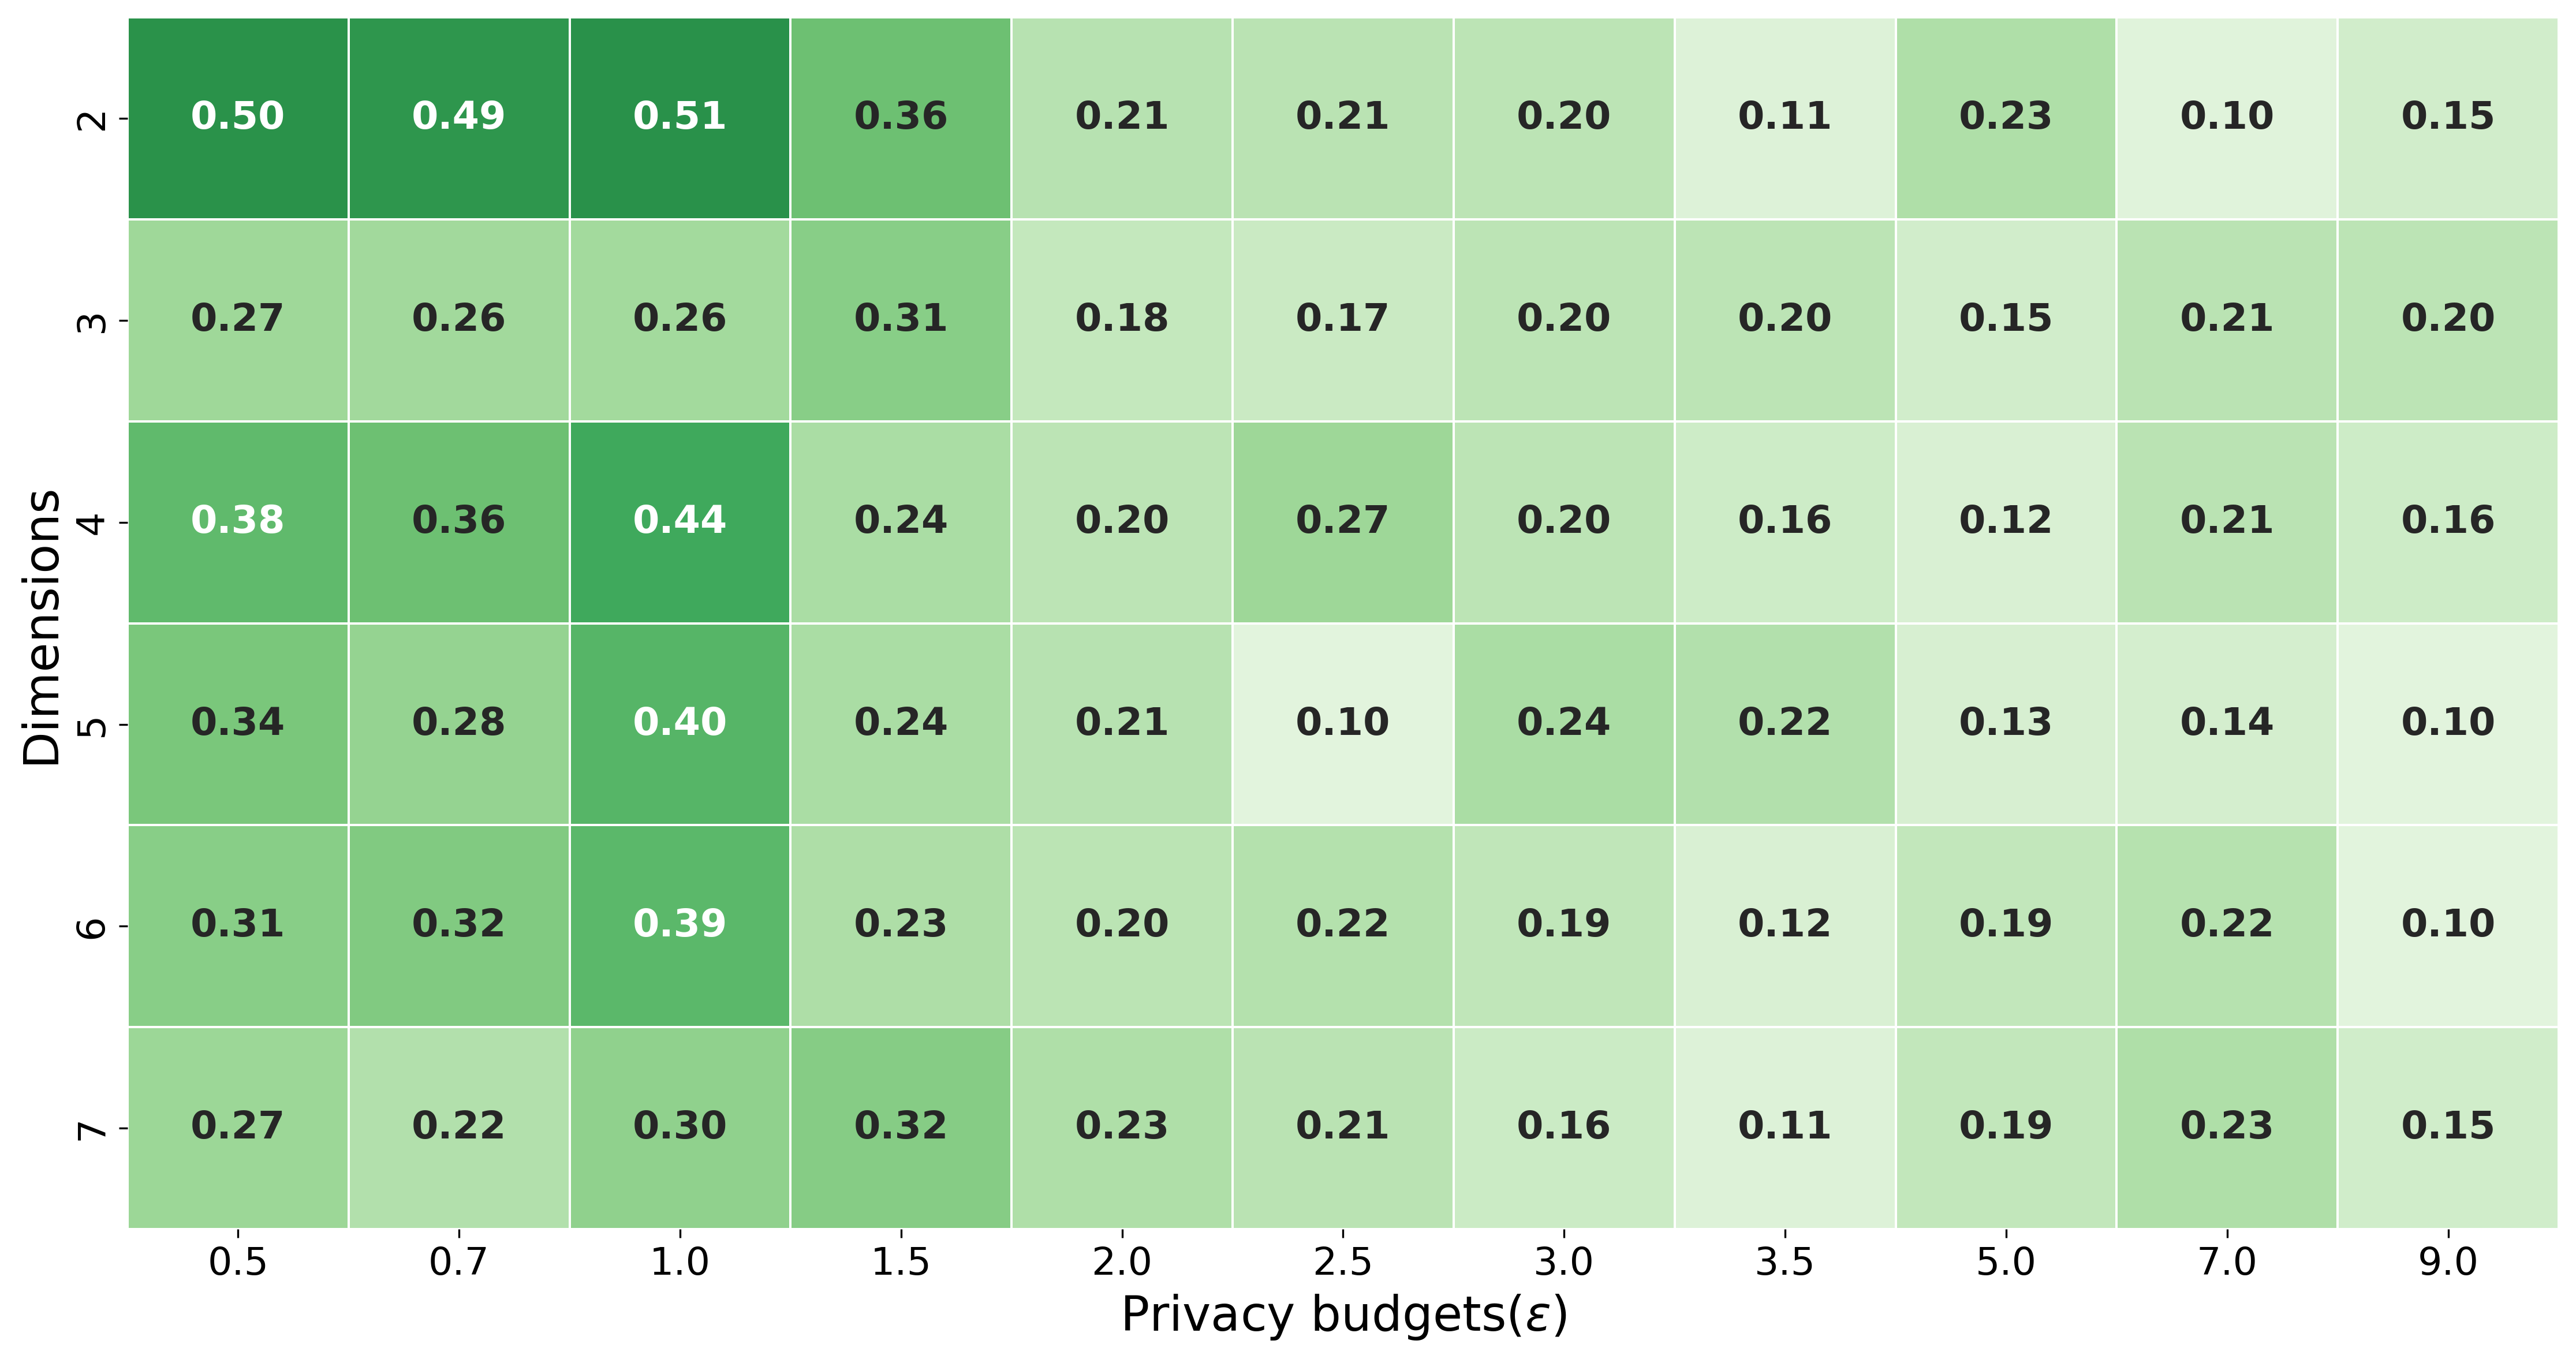 2 0.50 0.49 0.51 0.36 0.21 0.21 0.20 0.11 0.23 0.10 0.15
3 0.27 0.26 0.26 0.31 0.18 0.17 0.20 0.20 0.15 0.21 0.20
4 0.38 0.36 0.44 0.24 0.20 0.27 0.20 0.16 0.12 0.21 0.16
Dimensions
5 0.34 0.28 0.40 0.24 0.21 0.10 0.24 0.22 0.13 0.14 0.10
6 0.31 0.32 0.39 0.23 0.20 0.22 0.19 0.12 0.19 0.22 0.10
7 0.27 0.22 0.30 0.32 0.23 0.21 0.16 0.11 0.19 0.23 0.15
0.5 0.7 1.0 1.5 2.0 2.5 3.0 3.5 5.0 7.0 9.0
Privacy budgets(ε)